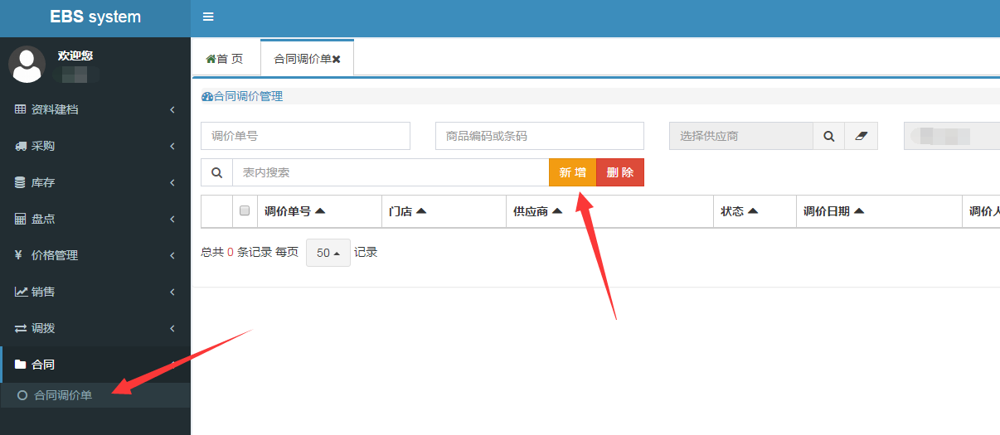 EBS system
欢迎您
资料建档
采购
库存
盘点
¥ 价格管理
销售
调拨
合同
合同调价单
首 页 合同调价单
合同调价管理
调价单号 商品编码或条码 选择供应商
表内搜索 新 增 删 除
调价单号 门店 供应商 状态 调价日期 调价人
总共 0 条记录 每页 50 记录